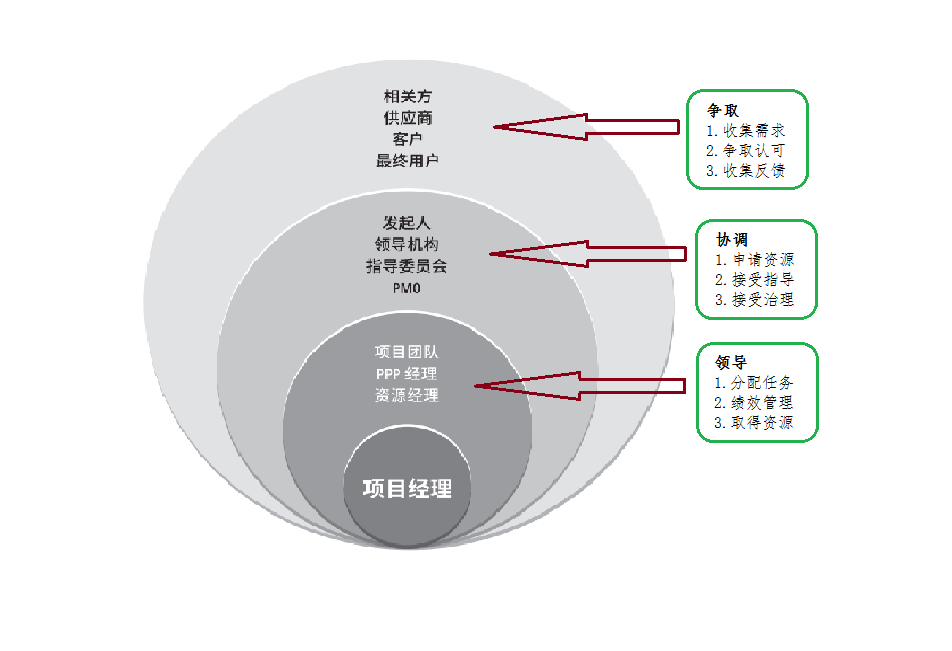 相关方
供应商
客户
最终用户
争取
1. 收集需求
2. 争取认可
3. 收集反馈
发起人
领导机构
指导委员会
PMO
协调
1. 申请资源
2. 接受指导
3. 接受治理
项目团队
PPP 经理
资源经理
领导
1. 分配任务
2. 绩效管理
3. 取得资源
项目经理